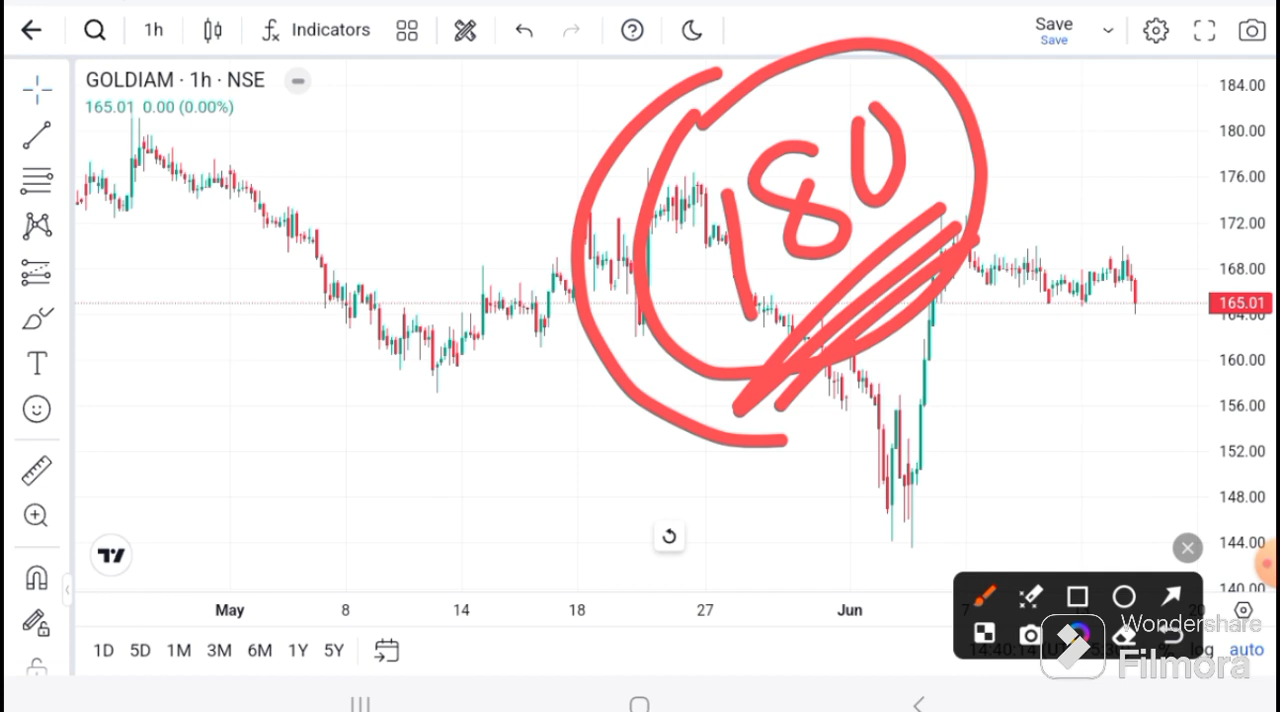 1h
Indicators
Save
Save
GOLDIAM · 1h · NSE
165.01 0.00 (0.00%)
180
184.00
180.00
176.00
172.00
168.00
165.01
164.00
160.00
156.00
152.00
148.00
144.00
140.00
May 8 14 18 27 Jun 7 20
1D 5D 1M 3M 6M 1Y 5Y
% log auto
Wondershare
Filmora